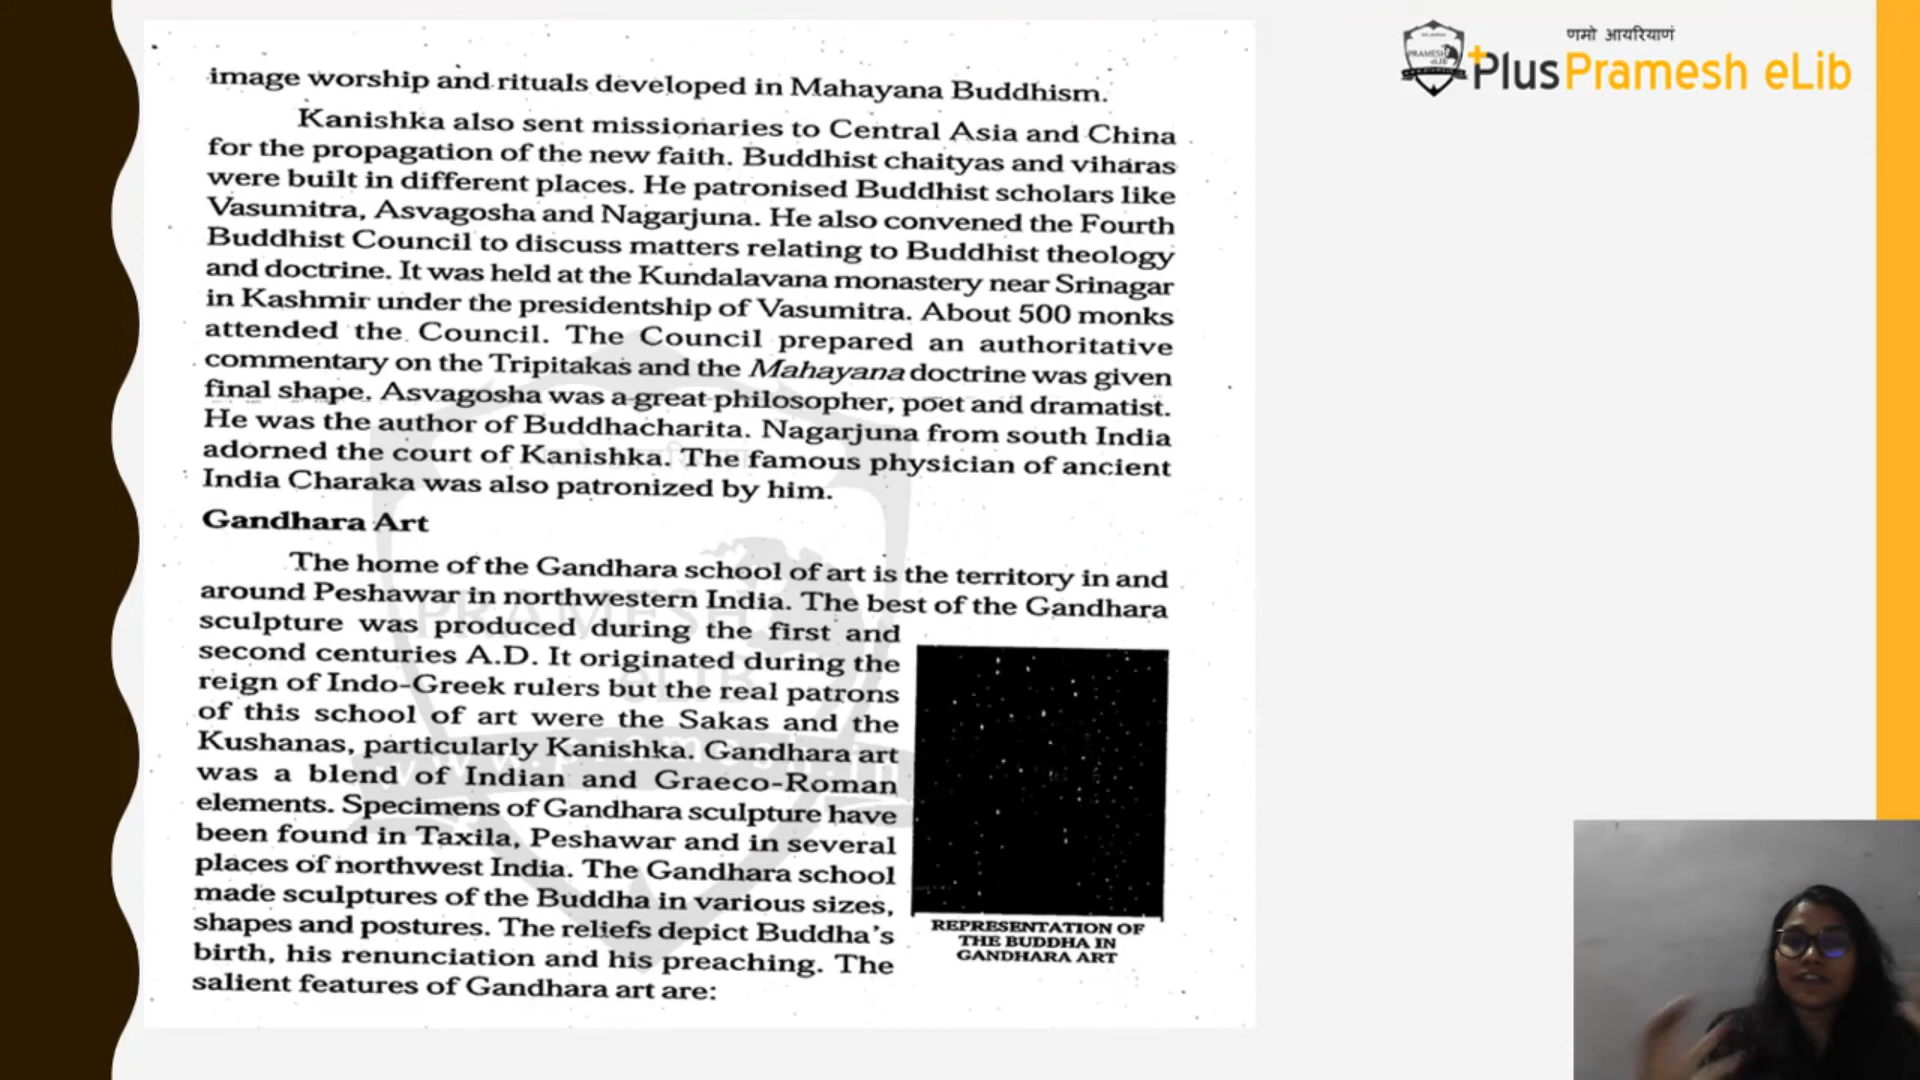 image worship and rituals developed in Mahayana Buddhism.
Kanishka also sent missionaries to Central Asia and China
for the propagation of the new faith. Buddhist chaityas and viharas
were built in different places. He patronised Buddhist scholars like
Vasumitra, Asvagosha and Nagarjuna. He also convened the Fourth
Buddhist Council to discuss matters relating to Buddhist theology
and doctrine. It was held at the Kundalavana monastery near Srinagar
in Kashmir under the presidentship of Vasumitra. About 500 monks
attended the Council. The Council prepared an authoritative
commentary on the Tripitakas and the Mahayana doctrine was given
final shape. Asvagosha was a great philosopher, poet and dramatist.
He was the author of Buddhacharita. Nagarjuna from south India
adorned the court of Kanishka. The famous physician of ancient
India Charaka was also patronized by him.
Gandhara Art
The home of the Gandhara school of art is the territory in and
around Peshawar in northwestern India. The best of the Gandhara
sculpture was produced during the first and
second centuries A.D. It originated during the
reign of Indo-Greek rulers but the real patrons
of this school of art were the Sakas and the
Kushanas, particularly Kanishka. Gandhara art
was a blend of Indian and Graeco-Roman
elements. Specimens of Gandhara sculpture have
been found in Taxila, Peshawar and in several
places of northwest India. The Gandhara school
made sculptures of the Buddha in various sizes,
shapes and postures. The reliefs depict Buddha's
birth, his renunciation and his preaching. The
salient features of Gandhara art are:
REPRESENTATION OF
THE BUDDHA IN
GANDHARA ART
PRAMESH
eLIB
www.pramesh.in
णमो आयरियाणं
PRAMESH
eLIB
+Plus Pramesh eLib